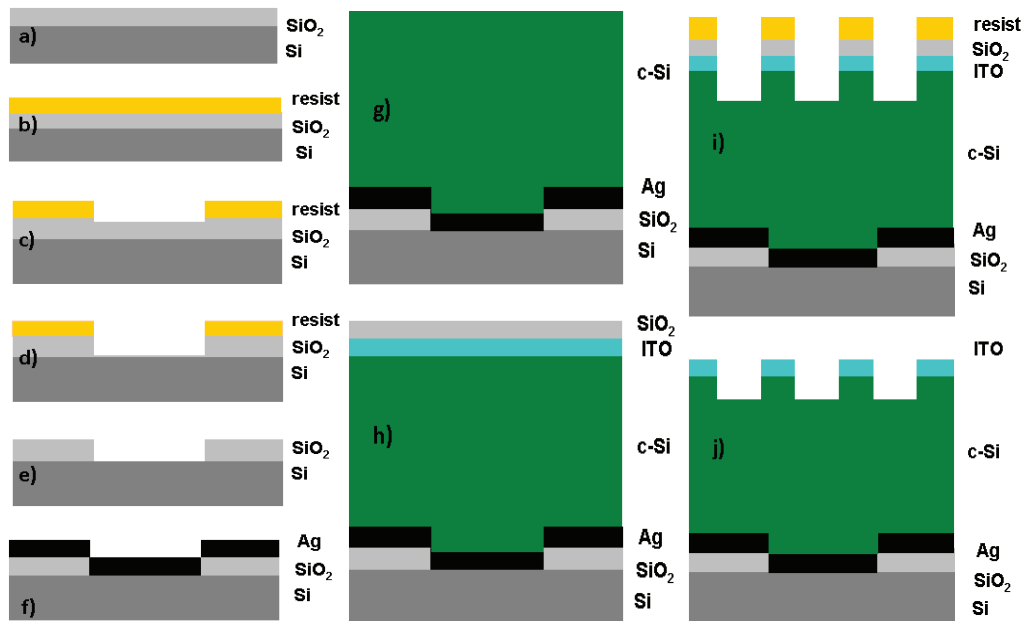 a)
SiO₂
Si
resist
b)
SiO₂
Si
resist
c)
SiO₂
Si
resist
d)
SiO₂
Si
SiO₂
e)
Si
Ag
SiO₂
Si
f)
c-Si
g)
Ag
SiO₂
Si
SiO₂
ITO
h)
c-Si
Ag
SiO₂
Si
resist
SiO₂
ITO
i)
c-Si
Ag
SiO₂
Si
ITO
j)
c-Si
Ag
SiO₂
Si